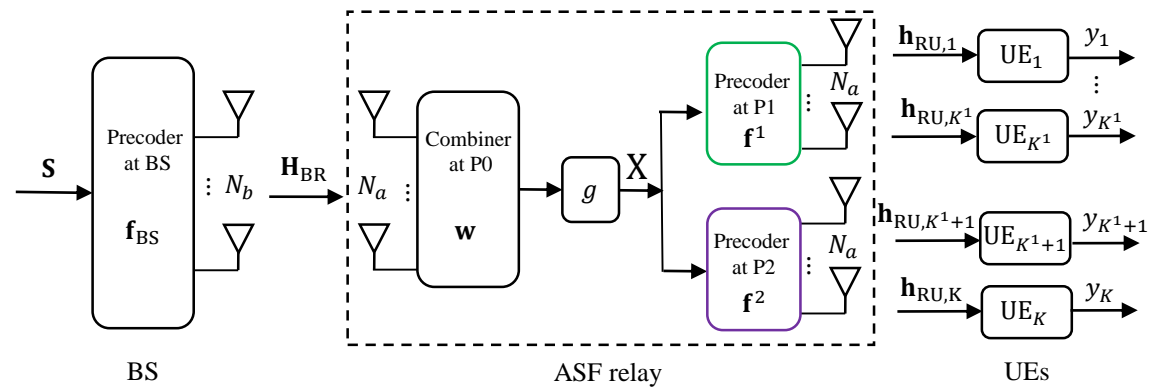 S
Precoder
at BS
f_BS
⋮ N_b
H_BR
N_a ⋮
Combiner
at P0
w
g
X
Precoder
at P1
f^1
⋮ N_a
Precoder
at P2
f^2
⋮ N_a
h_RU,1
UE_1
y_1
⋮
h_RU,K^1
UE_K^1
y_K^1
h_RU,K^1+1
UE_K^1+1
y_K^1+1
h_RU,K
UE_K
y_K
BS
ASF relay
UEs